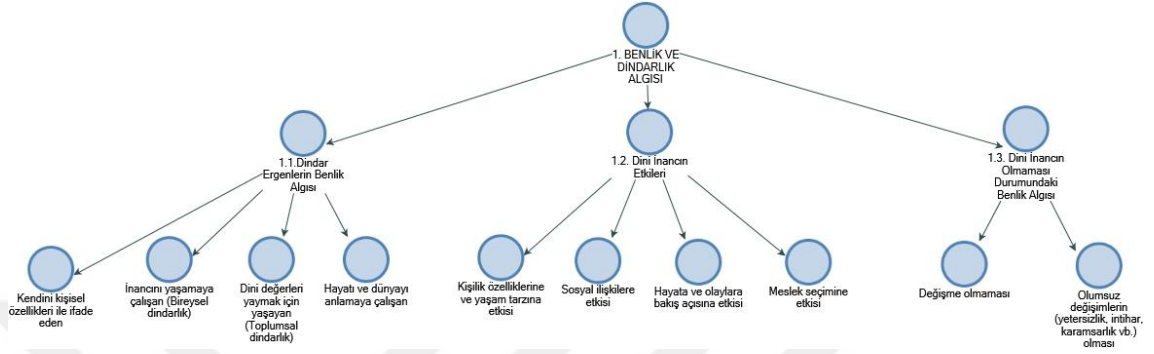 1. BENLİK VE
DİNDARLIK
ALGISI
1.1.Dindar
Ergenlerin Benlik
Algısı
1.2. Dini İnancın
Etkileri
1.3. Dini İnancın
Olmaması
Durumundaki
Benlik Algısı
Kendini kişisel
özellikleri ile ifade
eden
İnancını yaşamaya
çalışan (Bireysel
dindarlık)
Dini değerleri
yaymak için
yaşayan
(Toplumsal
dindarlık)
Hayatı ve dünyayı
anlamaya çalışan
Kişilik özelliklerine
ve yaşam tarzına
etkisi
Sosyal ilişkilere
etkisi
Hayata ve olaylara
bakış açısına etkisi
Meslek seçimine
etkisi
Değişme olmaması
Olumsuz
değişimlerin
(yetersizlik, intihar,
karamsarlık vb.)
olması